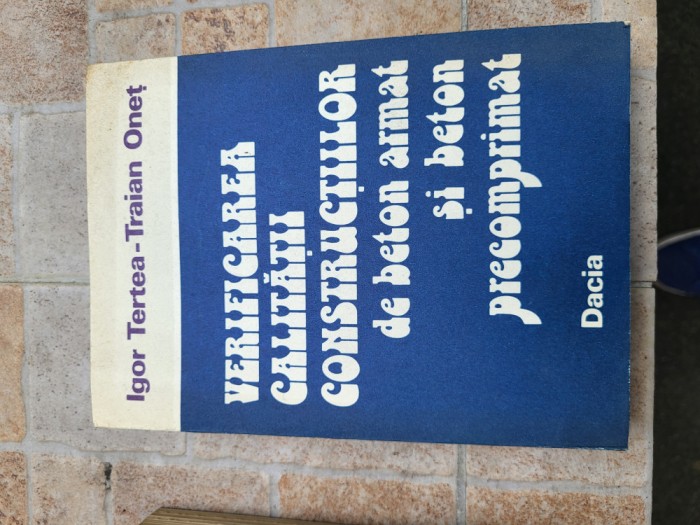 Igor Tertea-Traian Oneț
VERIFICAREA
CALITĂȚII
CONSTRUCȚIILOR
de beton armat
și beton
precomprimat
Dacia